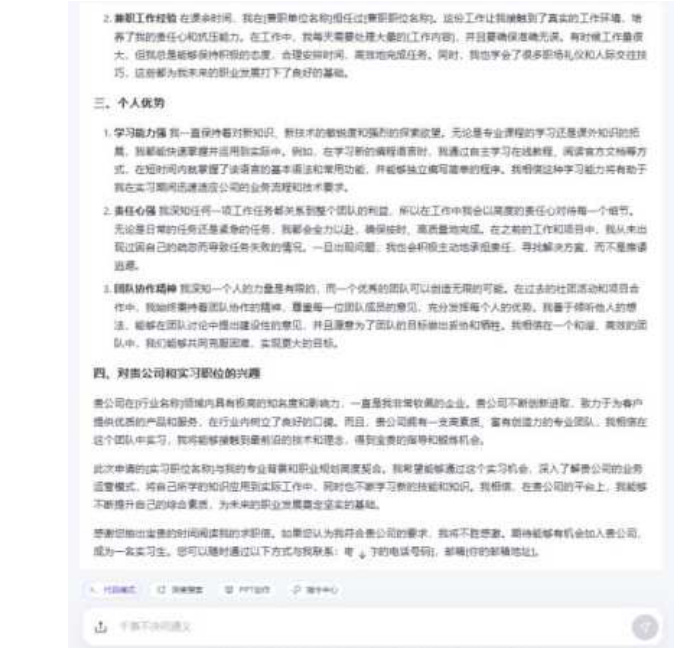 2. 兼职工作经验 在课余时间，我在[兼职单位名称]担任过[兼职职位名称]。这份工作让我接触到了真实的工作环境，培
养了我的责任心和抗压能力。在工作中，我每天需要处理大量的[工作内容]，并且要确保准确无误。有时候工作量很
大，但我总是能够保持积极的态度，合理安排时间，高效地完成任务。同时，我也学会了很多职场礼仪和人际交往技
巧，这些都为我未来的职业发展打下了良好的基础。
三、个人优势
1. 学习能力强 我一直保持着对新知识、新技术的敏锐度和强烈的探索欲望。无论是专业课程的学习还是课外知识的拓
展，我都能快速掌握并运用到实际中。例如，在学习新的编程语言时，我通过自主学习在线教程、阅读官方文档等方
式，在短时间内就掌握了该语言的基本语法和常用功能，并能够独立编写简单的程序。我相信这种学习能力将有助于
我在实习期间迅速适应公司的业务流程和技术要求。
2. 责任心强 我深知任何一项工作任务都关系到整个团队的利益，所以在工作中我会以高度的责任心对待每一个细节。
无论是日常的任务还是紧急的任务，我都会全力以赴，确保按时、高质量地完成。在之前的工作和项目中，我从未出
现过因自己的疏忽而导致任务失败的情况。一旦出现问题，我也会积极主动地承担责任，寻找解决方案，而不是推诿
逃避。
3. 团队协作精神 我深知一个人的力量是有限的，而一个优秀的团队可以创造无限的可能。在过去的社团活动和项目合
作中，我始终秉持着团队协作的精神，尊重每一位团队成员的意见，充分发挥每个人的优势。我善于倾听他人的想
法，能够在团队讨论中提出建设性的意见，并且愿意为了团队的目标做出妥协和牺牲。我相信在一个和谐、高效的团
队中，我们能够共同克服困难，实现更大的目标。
四、对贵公司和实习职位的兴趣
贵公司在[行业名称]领域内具有极高的知名度和影响力，一直是我非常钦佩的企业。贵公司不断创新进取，致力于为客户
提供优质的产品和服务，在行业内树立了良好的口碑。而且，贵公司拥有一支高素质、富有创造力的专业团队，我相信在
这个团队中实习，我将能够接触到最前沿的技术和理念，得到宝贵的指导和锻炼机会。
此次申请的[实习职位名称]与我的专业背景和职业规划高度契合。我希望能够通过这个实习机会，深入了解贵公司的业务
运营模式，将自己所学的知识应用到实际工作中，同时也不断学习新的技能和知识。我相信，在贵公司的平台上，我能够
不断提升自己的综合素质，为未来的职业发展奠定坚实的基础。
感谢您抽出宝贵的时间阅读我的求职信。如果您认为我符合贵公司的要求，我将不胜感激。期待能够有机会加入贵公司，
成为一名实习生。您可以随时通过以下方式与我联系：电 的电话号码]，邮箱[你的邮箱地址]。
代码模式 深度搜索 PPT创作 指令中心
千事不决问通义